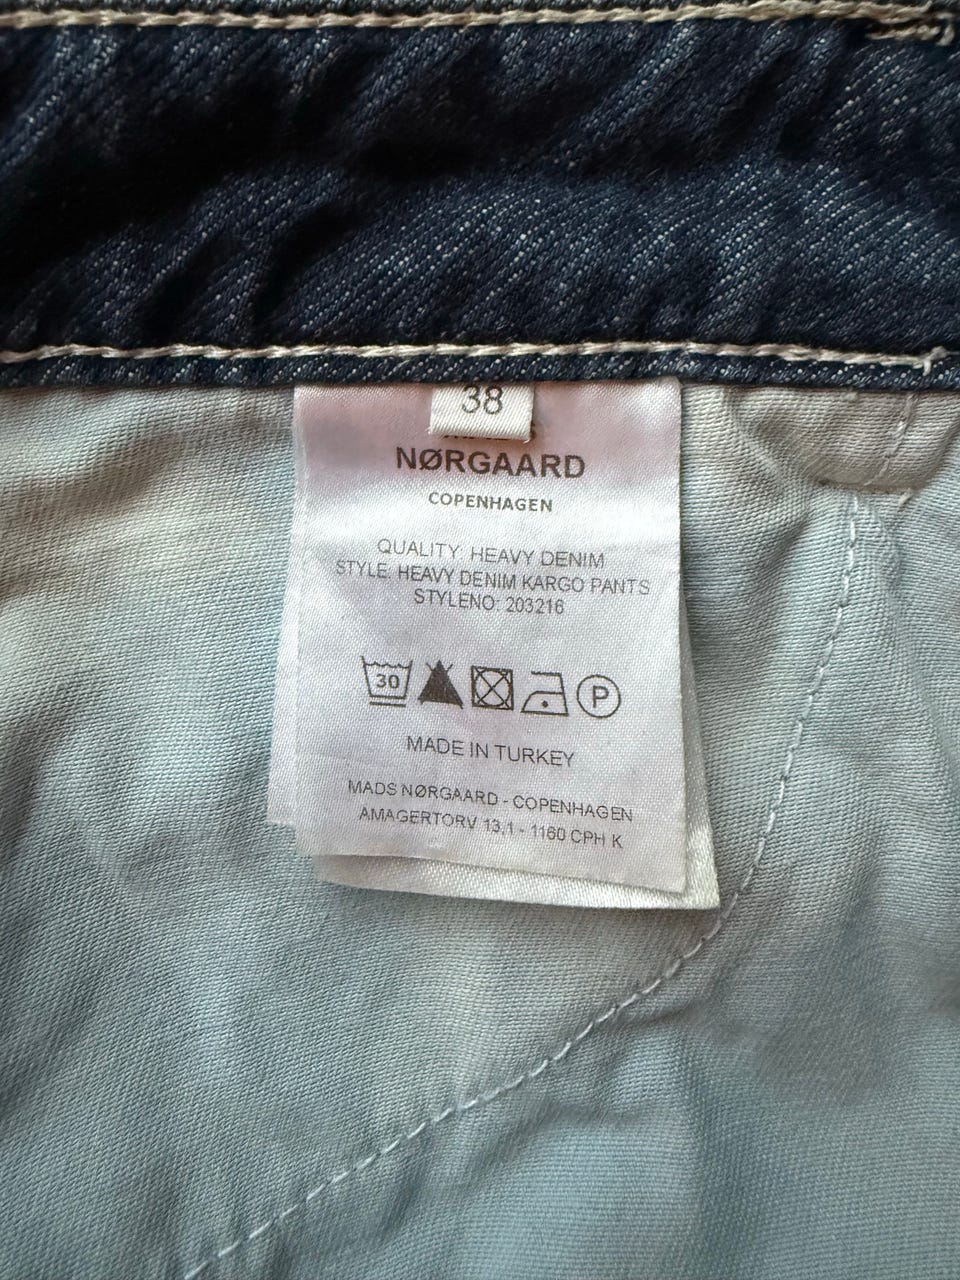 38
NØRGAARD
COPENHAGEN
QUALITY: HEAVY DENIM
STYLE: HEAVY DENIM KARGO PANTS
STYLENO: 203216
30
P
MADE IN TURKEY
MADS NØRGAARD - COPENHAGEN
AMAGERTORV 13,1 - 1160 CPH K